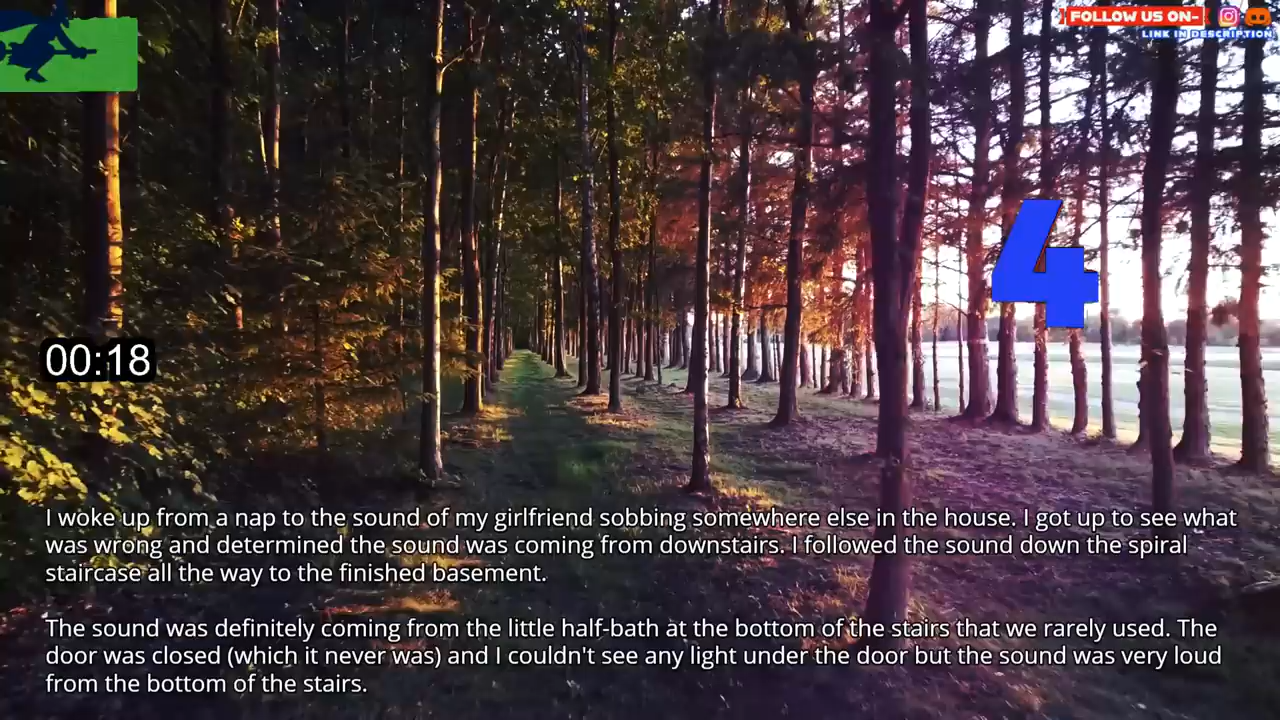 FOLLOW US ON-
LINK IN DESCRIPTION.
4
00:18
I woke up from a nap to the sound of my girlfriend sobbing somewhere else in the house. I got up to see what
was wrong and determined the sound was coming from downstairs. I followed the sound down the spiral
staircase all the way to the finished basement.
The sound was definitely coming from the little half-bath at the bottom of the stairs that we rarely used. The
door was closed (which it never was) and I couldn't see any light under the door but the sound was very loud
from the bottom of the stairs.